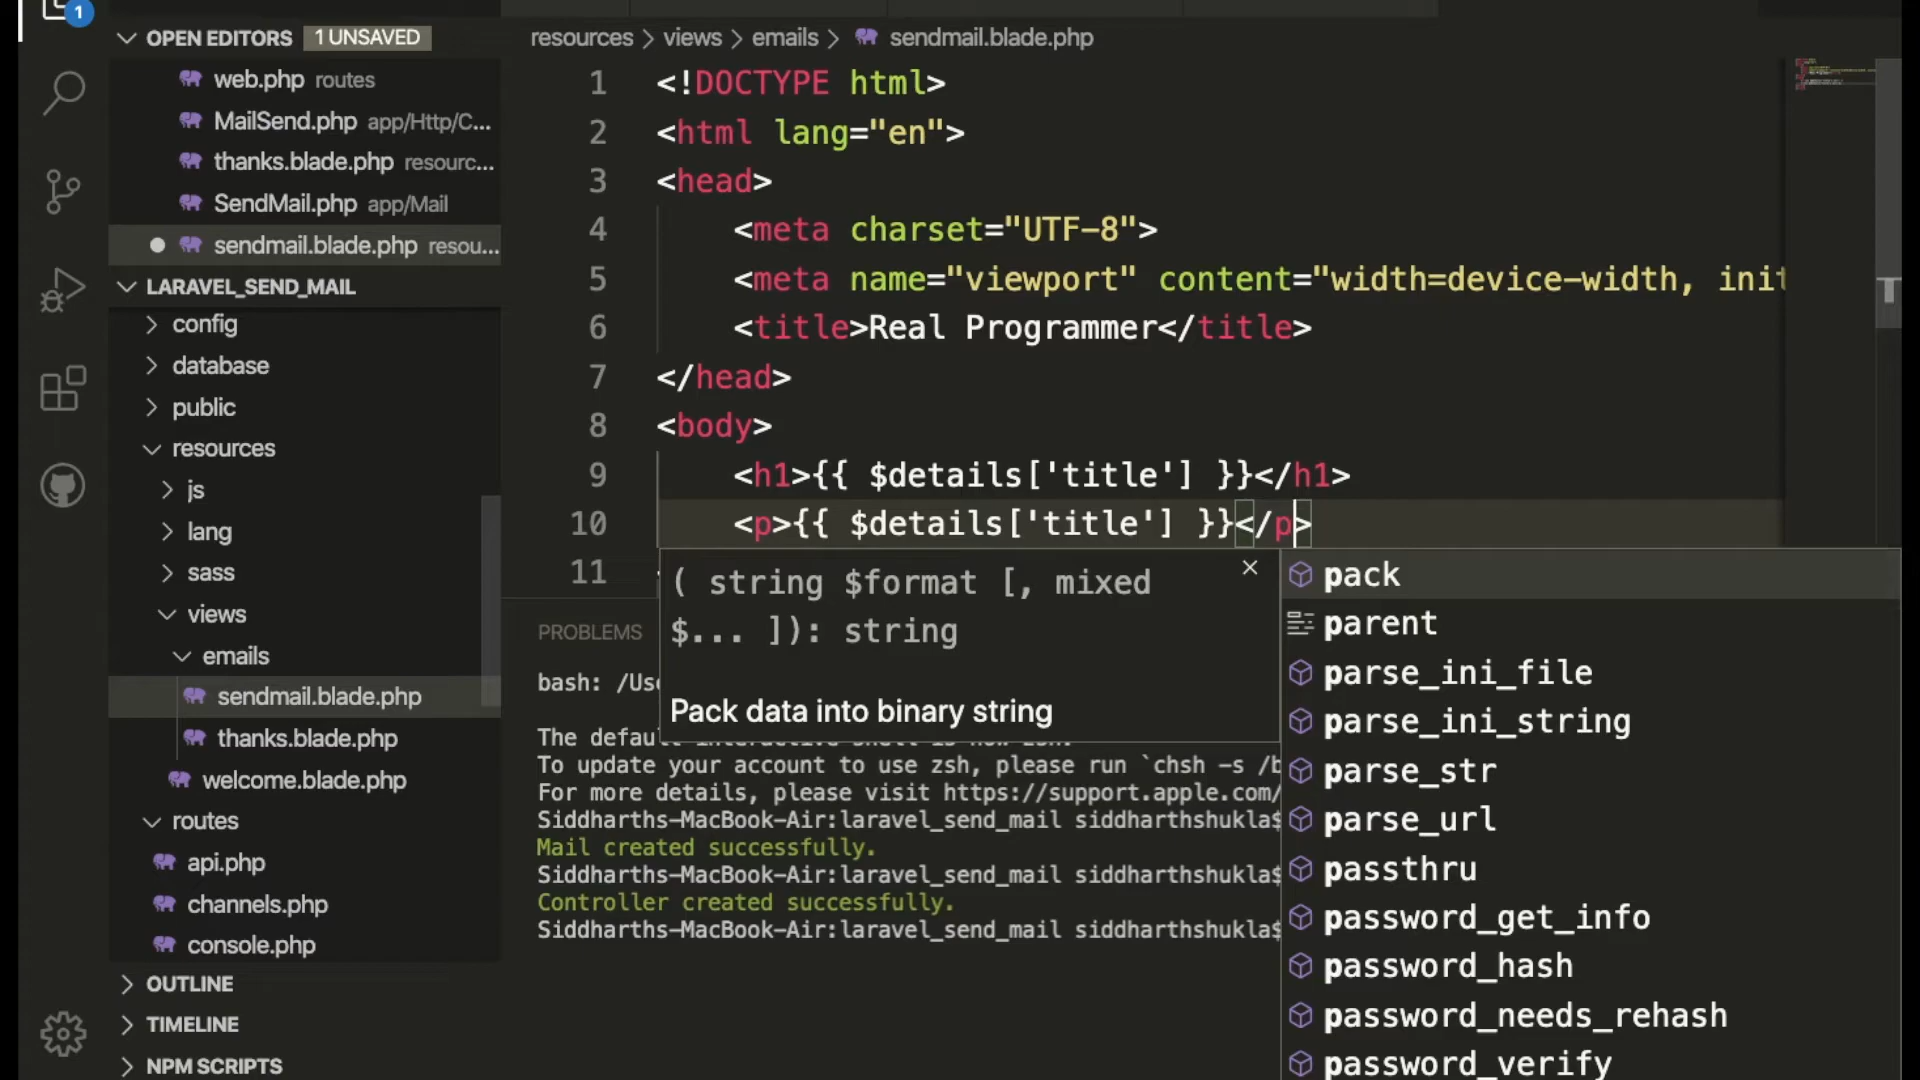 1
OPEN EDITORS 1 UNSAVED
web.php routes
MailSend.php app/Http/C...
thanks.blade.php resourc...
SendMail.php app/Mail
sendmail.blade.php resou...
LARAVEL_SEND_MAIL
config
database
public
resources
js
lang
sass
views
emails
sendmail.blade.php
thanks.blade.php
welcome.blade.php
routes
api.php
channels.php
console.php
OUTLINE
TIMELINE
NPM SCRIPTS
resources > views > emails > sendmail.blade.php
1 <!DOCTYPE html>
2 <html lang="en">
3 <head>
4 <meta charset="UTF-8">
5 <meta name="viewport" content="width=device-width, init
6 <title>Real Programmer</title>
7 </head>
8 <body>
9 <h1>{{ $details['title'] }}</h1>
10 <p>{{ $details['title'] }}</p>
11
( string $format [, mixed
$... ]): string
Pack data into binary string
pack
parent
parse_ini_file
parse_ini_string
parse_str
parse_url
passthru
password_get_info
password_hash
password_needs_rehash
password_verify
PROBLEMS
bash: /Use
The default interactive shell is now zsh.
To update your account to use zsh, please run `chsh -s /b
For more details, please visit https://support.apple.com/
Siddharths-MacBook-Air:laravel_send_mail siddharthshukla$
Mail created successfully.
Siddharths-MacBook-Air:laravel_send_mail siddharthshukla$
Controller created successfully.
Siddharths-MacBook-Air:laravel_send_mail siddharthshukla$